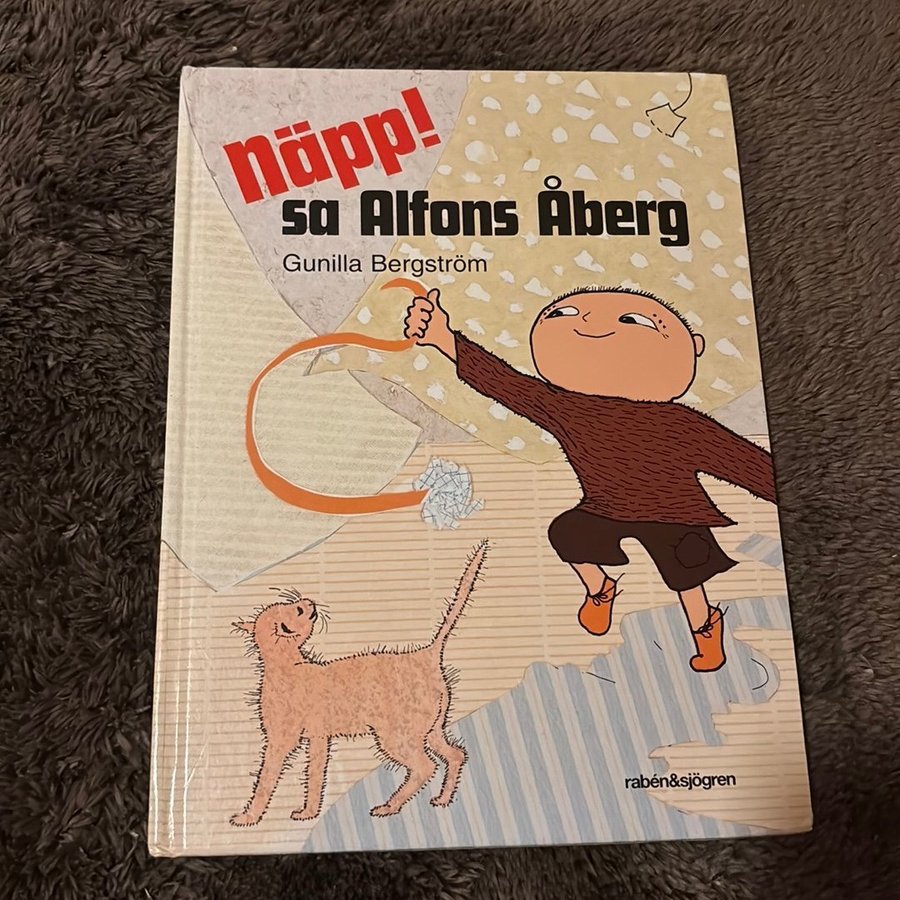 Näpp!
sa Alfons Åberg
Gunilla Bergström
rabén&sjögren